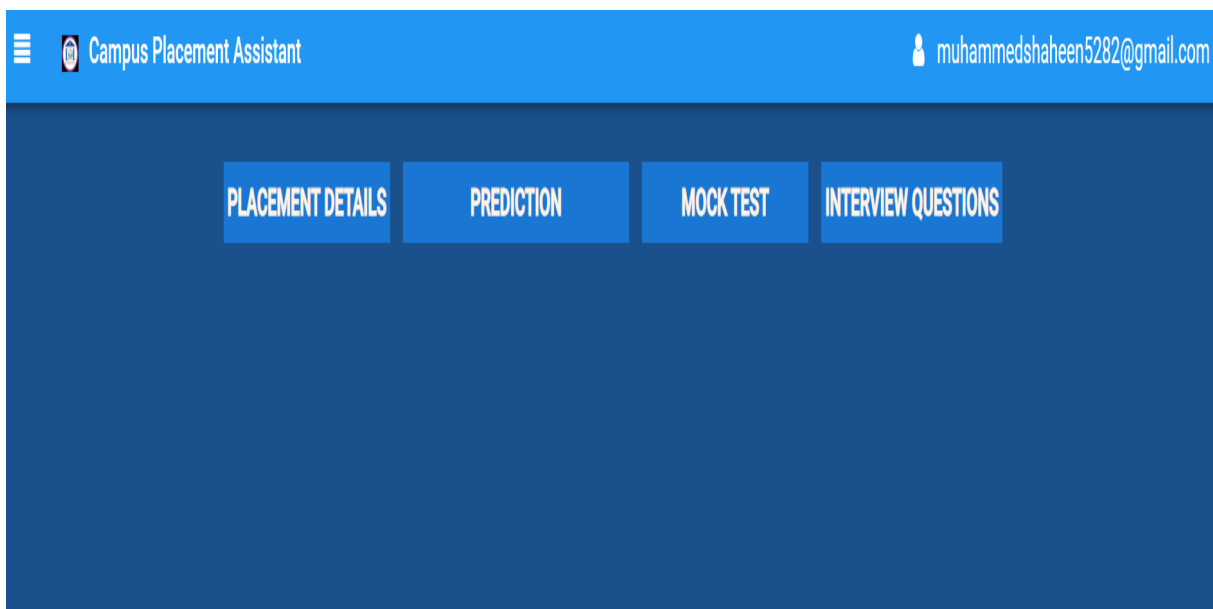 Campus Placement Assistant
muhammedshaheen5282@gmail.com
PLACEMENT DETAILS
PREDICTION
MOCK TEST
INTERVIEW QUESTIONS